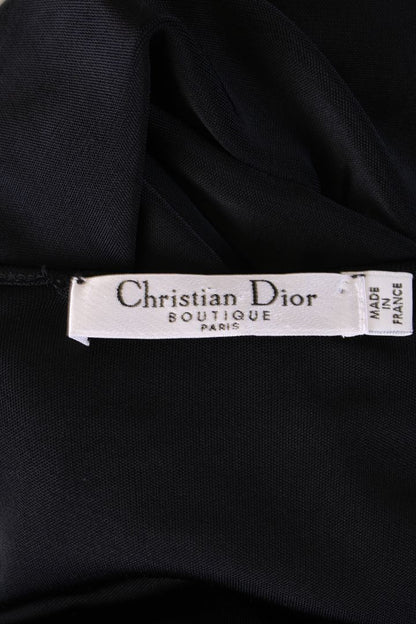 Christian Dior
BOUTIQUE
PARIS
MADE
IN
FRANCE